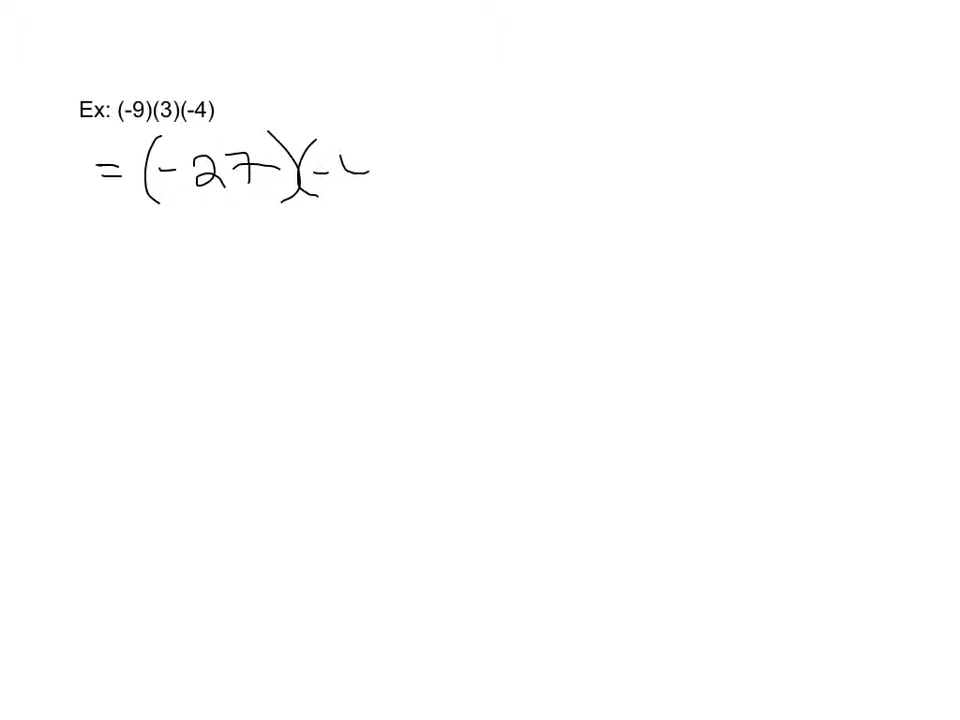 Ex: (-9)(3)(-4)
= (-27)(-